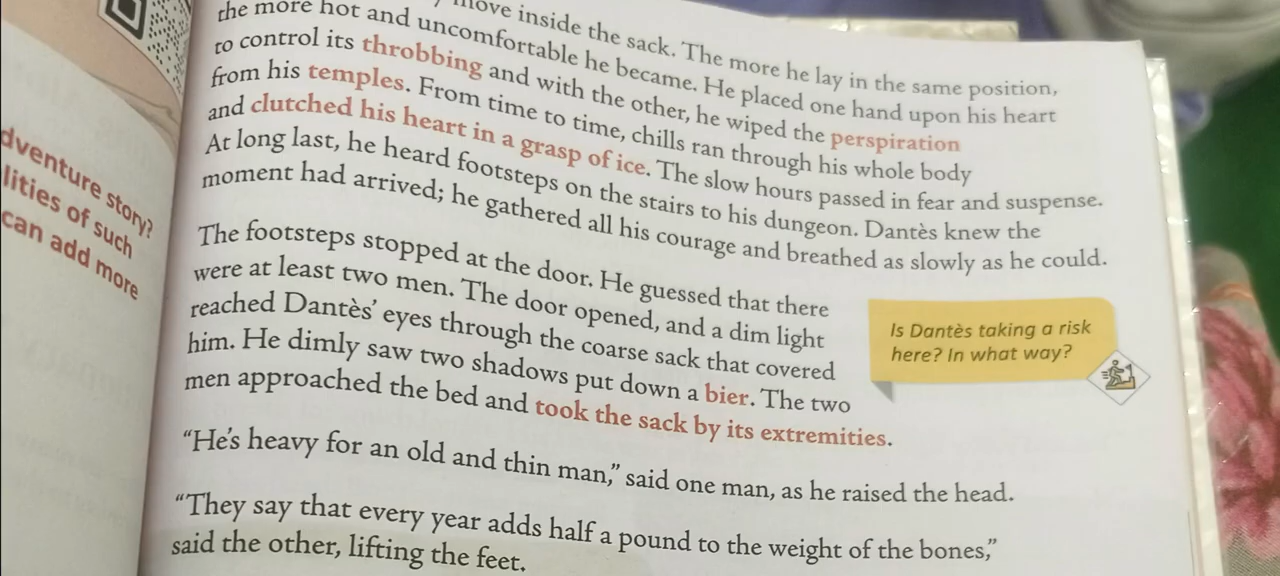 move inside the sack. The more he lay in the same position,
the more hot and uncomfortable he became. He placed one hand upon his heart
to control its throbbing and with the other, he wiped the perspiration
from his temples. From time to time, chills ran through his whole body
and clutched his heart in a grasp of ice. The slow hours passed in fear and suspense.
At long last, he heard footsteps on the stairs to his dungeon. Dantès knew the
moment had arrived; he gathered all his courage and breathed as slowly as he could.
The footsteps stopped at the door. He guessed that there
were at least two men. The door opened, and a dim light
reached Dantès’ eyes through the coarse sack that covered
him. He dimly saw two shadows put down a bier. The two
men approached the bed and took the sack by its extremities.
“He’s heavy for an old and thin man,” said one man, as he raised the head.
“They say that every year adds half a pound to the weight of the bones,”
said the other, lifting the feet.
Is Dantès taking a risk
here? In what way?
dventure story?
lities of such
can add more